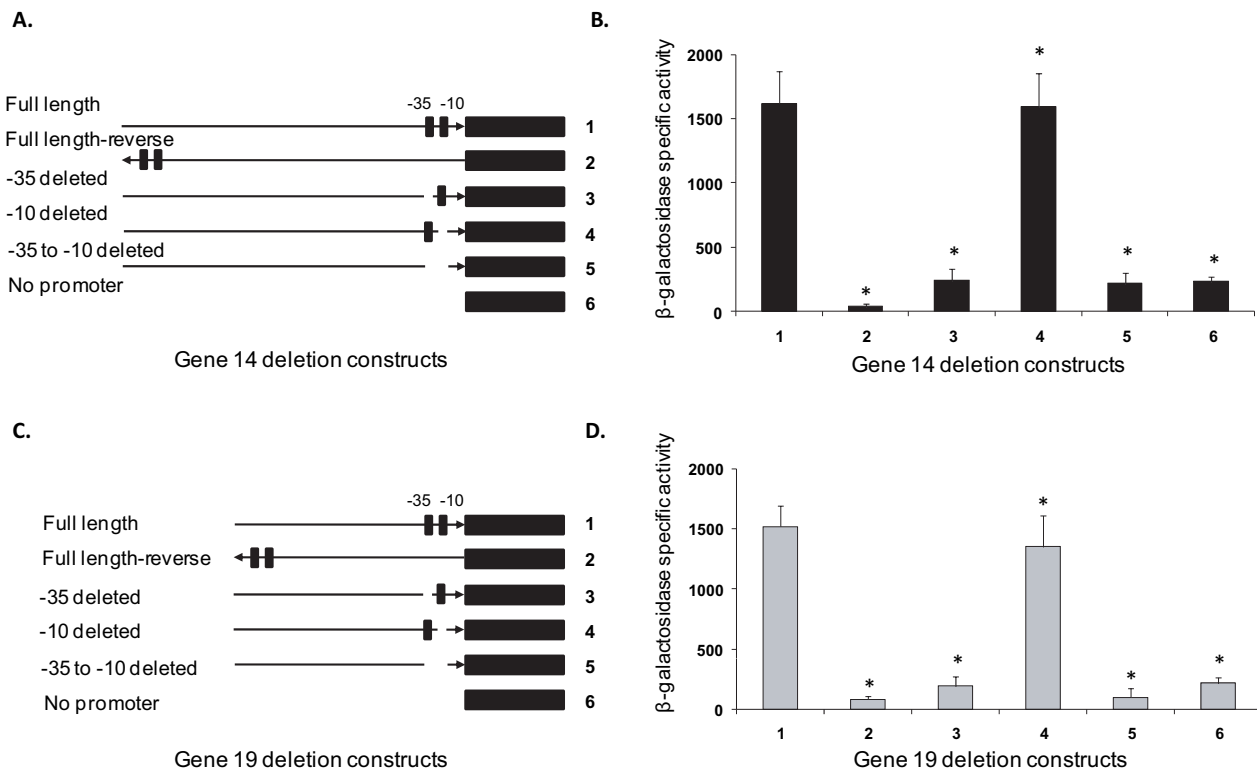 A.
Full length
-35 -10
1
Full length-reverse
2
-35 deleted
3
-10 deleted
4
-35 to -10 deleted
5
No promoter
6
Gene 14 deletion constructs
B.
β-galactosidase specific activity
2000
1500
1000
500
0
*
*
*
*
*
1 2 3 4 5 6
Gene 14 deletion constructs
C.
-35 -10
Full length
1
Full length-reverse
2
-35 deleted
3
-10 deleted
4
-35 to -10 deleted
5
No promoter
6
Gene 19 deletion constructs
D.
β-galactosidase specific activity
2000
1500
1000
500
0
*
*
*
*
*
1 2 3 4 5 6
Gene 19 deletion constructs